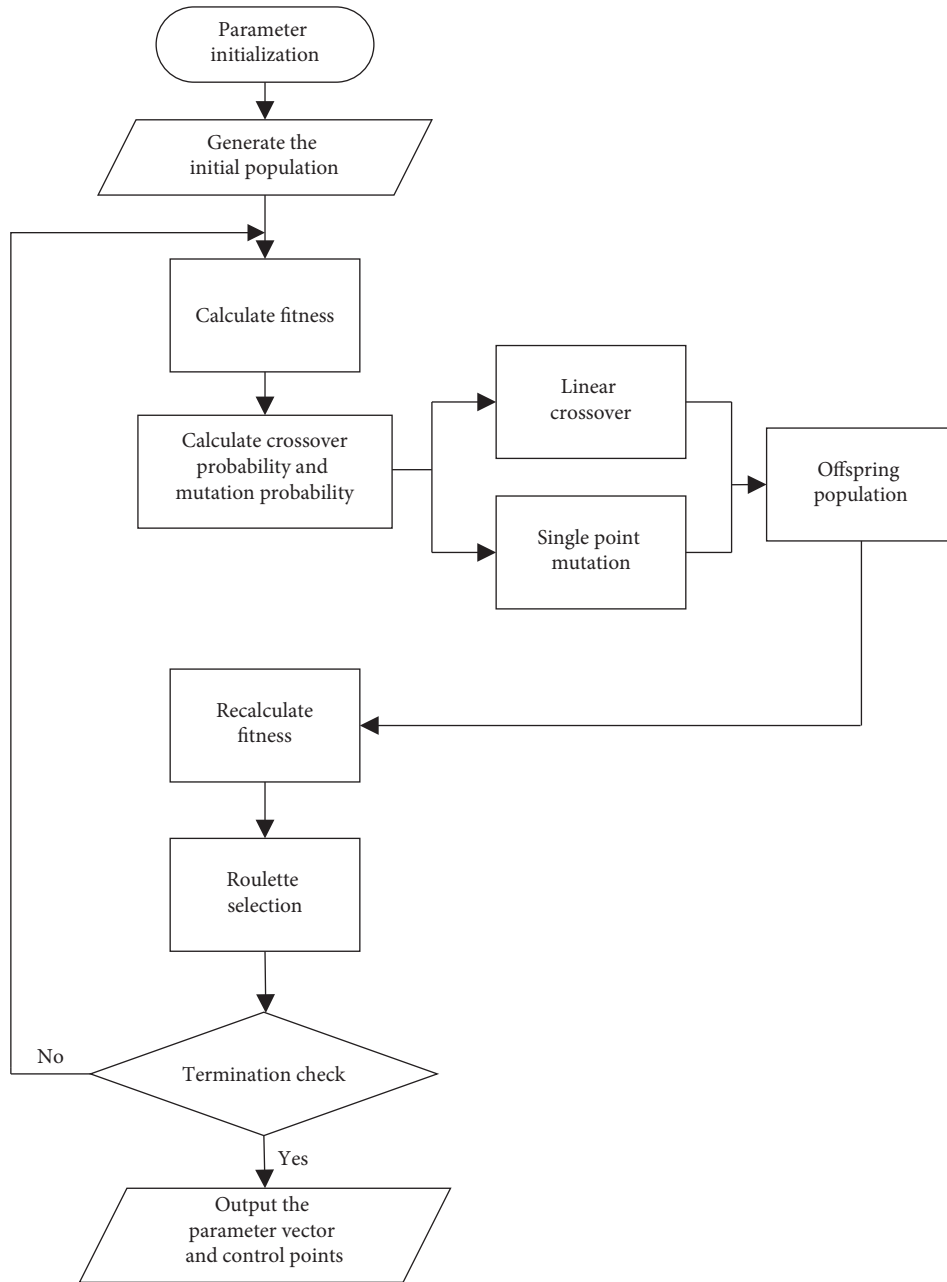 Parameter
initialization
Generate the
initial population
Calculate fitness
Calculate crossover
probability and
mutation probability
Linear
crossover
Single point
mutation
Offspring
population
Recalculate
fitness
Roulette
selection
Termination check
No
Yes
Output the
parameter vector
and control points